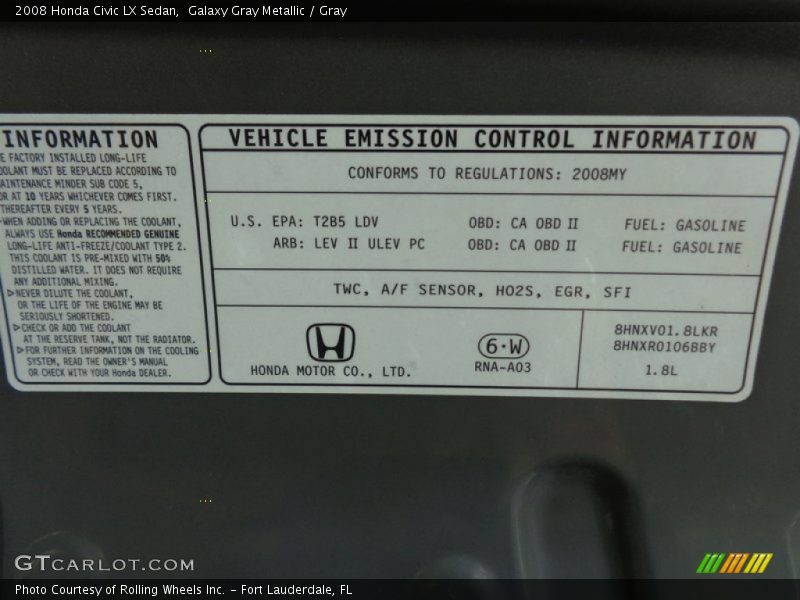 2008 Honda Civic LX Sedan, Galaxy Gray Metallic / Gray
INFORMATION
FACTORY INSTALLED LONG-LIFE
MUST BE REPLACED ACCORDING TO
MINDER SUB CODE 5,
OR AT 10 YEARS WHICHEVER COMES FIRST.
THEREAFTER EVERY 5 YEARS.
WHEN ADDING OR REPLACING THE COOLANT,
ALWAYS USE Honda RECOMMENDED GENUINE
LONG-LIFE ANTI-FREEZE/COOLANT TYPE 2.
THIS COOLANT IS PRE-MIXED WITH 50%
DISTILLED WATER. IT DOES NOT REQUIRE
ANY ADDITIONAL MIXING.
▷NEVER DILUTE THE COOLANT,
OR THE LIFE OF THE ENGINE MAY BE
SERIOUSLY SHORTENED.
▷CHECK OR ADD THE COOLANT
AT THE RESERVE TANK, NOT THE RADIATOR.
▷FOR FURTHER INFORMATION ON THE COOLING
SYSTEM, READ THE OWNER'S MANUAL
OR CHECK WITH YOUR Honda DEALER.
VEHICLE EMISSION CONTROL INFORMATION
CONFORMS TO REGULATIONS: 2008MY
U.S. EPA: T2B5 LDV OBD: CA OBD II FUEL: GASOLINE
ARB: LEV II ULEV PC OBD: CA OBD II FUEL: GASOLINE
TWC, A/F SENSOR, HO2S, EGR, SFI
HONDA MOTOR CO., LTD.
6·W
RNA-A03
8HNXV01.8LKR
8HNXR0106BBY
1.8L
GTCARLOT.COM
Photo Courtesy of Rolling Wheels Inc. - Fort Lauderdale, FL